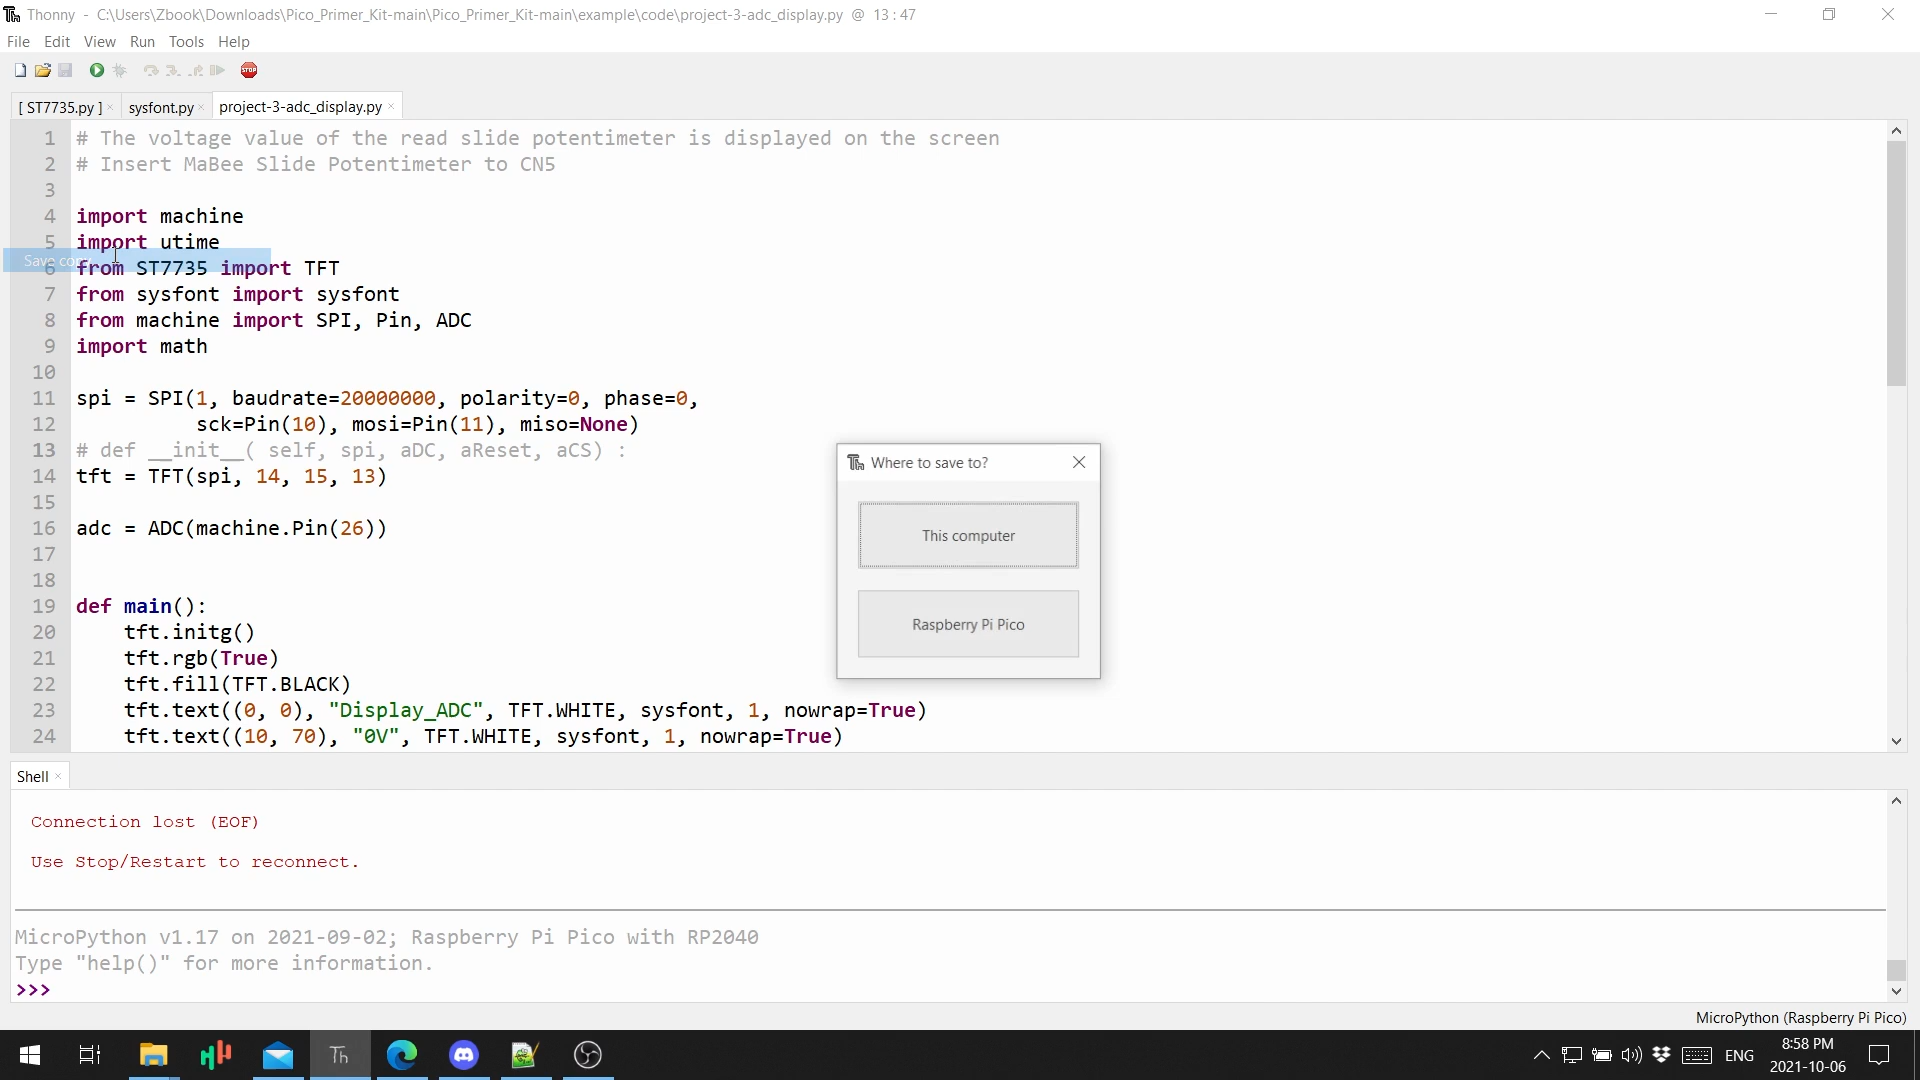 Thonny - C:\Users\Zbook\Downloads\Pico_Primer_Kit-main\Pico_Primer_Kit-main\example\code\project-3-adc_display.py @ 13:47
File Edit View Run Tools Help
STOP
[ ST7735.py ] × sysfont.py × project-3-adc_display.py ×
1 # The voltage value of the read slide potentimeter is displayed on the screen
2 # Insert MaBee Slide Potentimeter to CN5
3
4 import machine
5 import utime
Save copy...
6 from ST7735 import TFT
7 from sysfont import sysfont
8 from machine import SPI, Pin, ADC
9 import math
10
11 spi = SPI(1, baudrate=20000000, polarity=0, phase=0,
12 sck=Pin(10), mosi=Pin(11), miso=None)
13 # def __init__( self, spi, aDC, aReset, aCS) :
14 tft = TFT(spi, 14, 15, 13)
15
16 adc = ADC(machine.Pin(26))
17
18
19 def main():
20 tft.initg()
21 tft.rgb(True)
22 tft.fill(TFT.BLACK)
23 tft.text((0, 0), "Display_ADC", TFT.WHITE, sysfont, 1, nowrap=True)
24 tft.text((10, 70), "0V", TFT.WHITE, sysfont, 1, nowrap=True)
Th Where to save to?
This computer
Raspberry Pi Pico
Shell ×
Connection lost (EOF)
Use Stop/Restart to reconnect.
MicroPython v1.17 on 2021-09-02; Raspberry Pi Pico with RP2040
Type "help()" for more information.
>>>
MicroPython (Raspberry Pi Pico)
Th
ENG
8:58 PM
2021-10-06